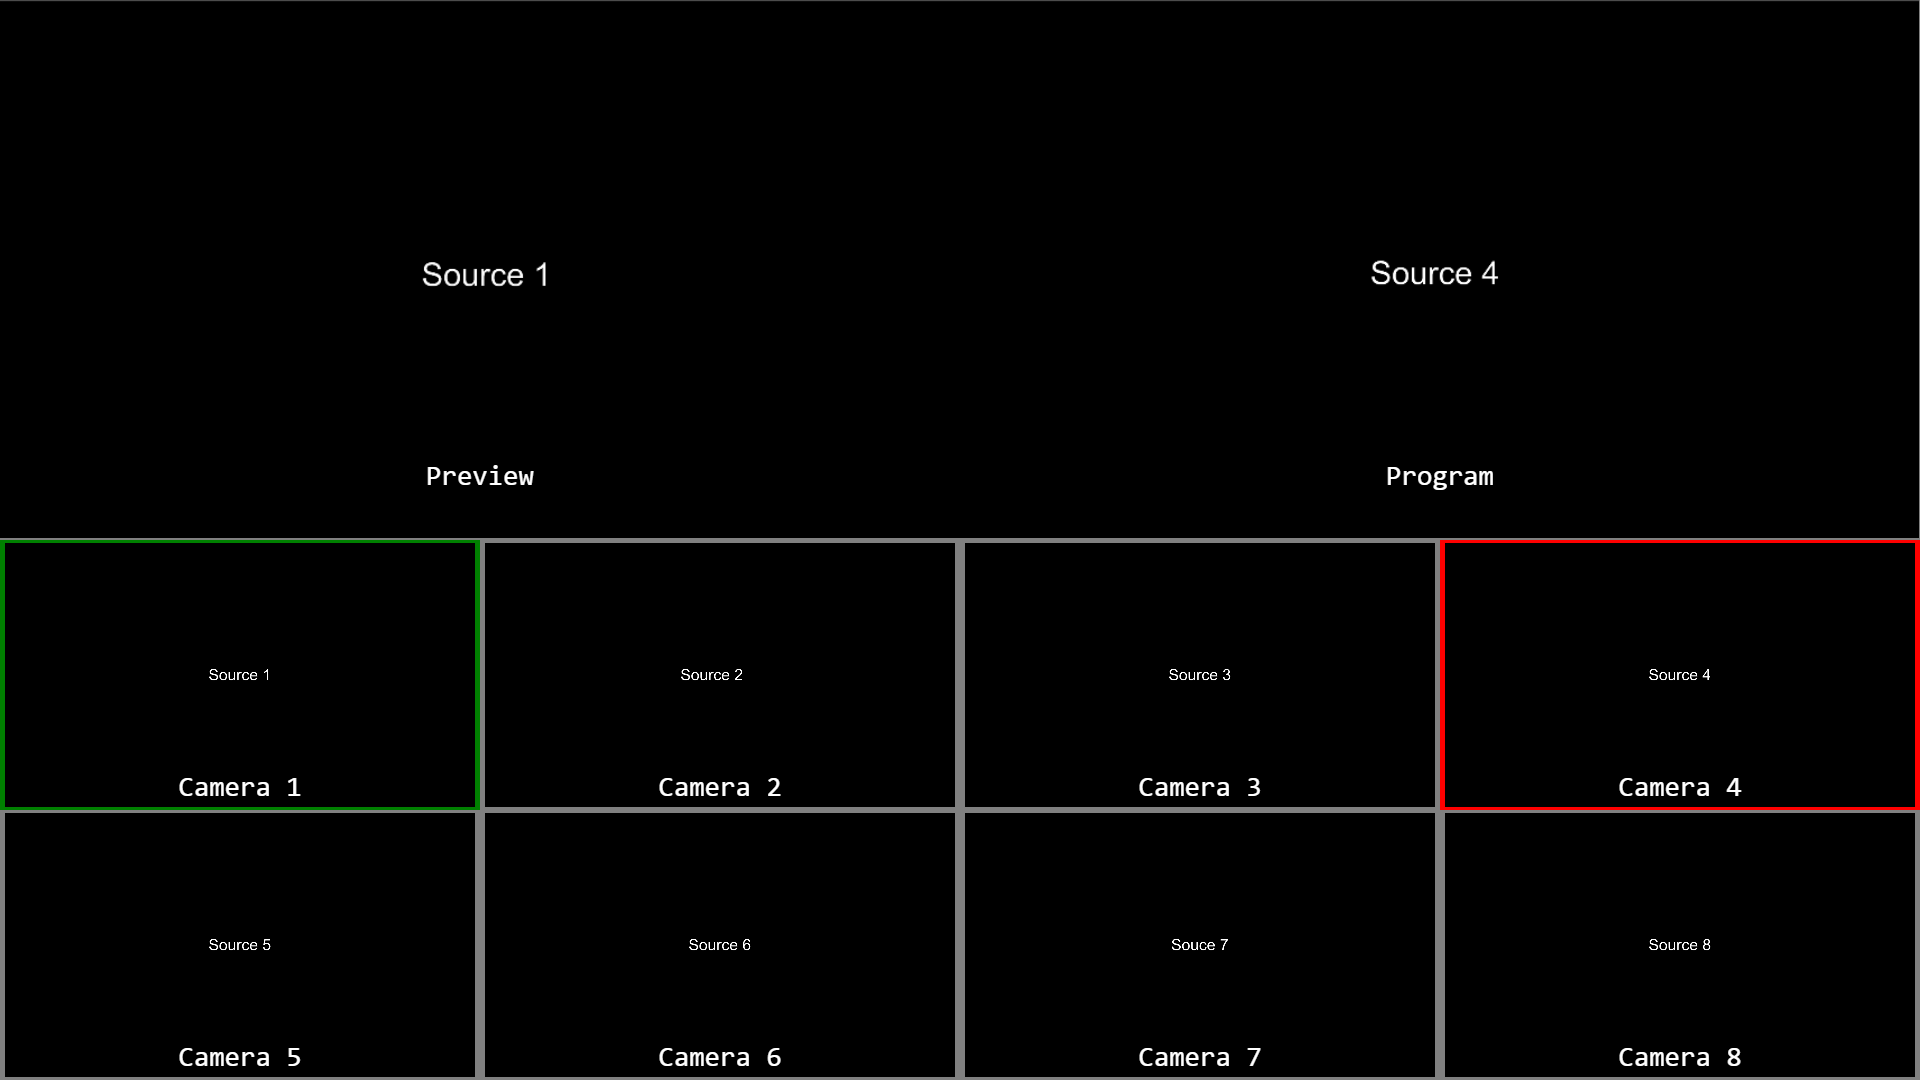 Source 1
Source 4
Preview
Program
Source 1
Source 2
Source 3
Source 4
Camera 1
Camera 2
Camera 3
Camera 4
Source 5
Source 6
Souce 7
Source 8
Camera 5
Camera 6
Camera 7
Camera 8